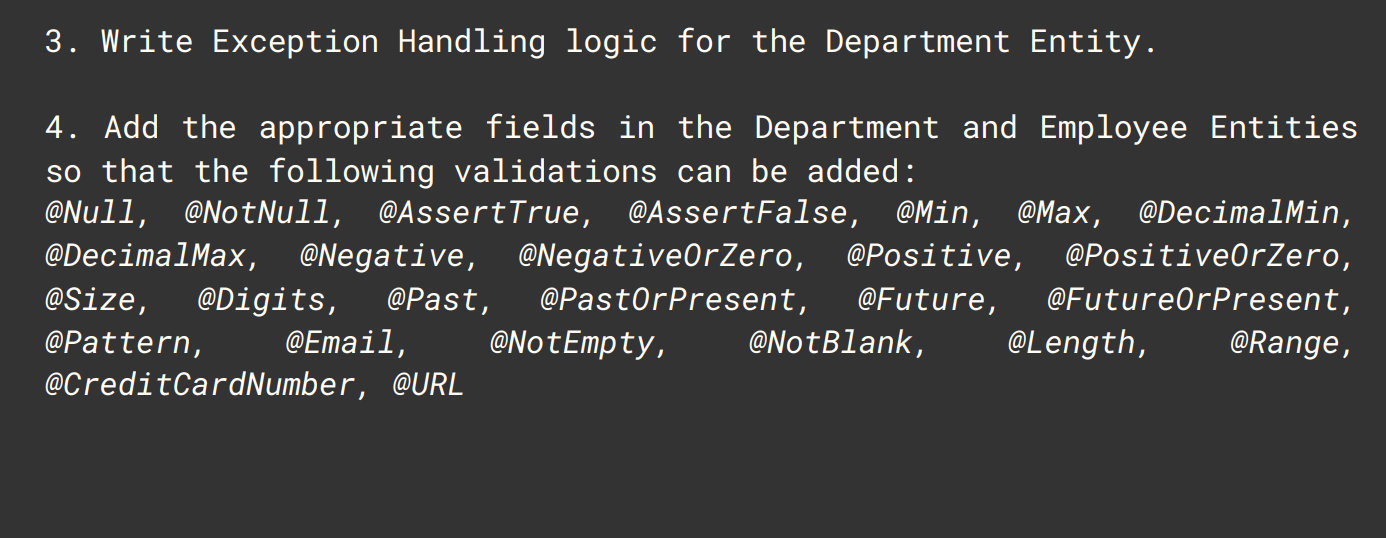 3. Write Exception Handling logic for the Department Entity.
4. Add the appropriate fields in the Department and Employee Entities
so that the following validations can be added:
@Null, @NotNull, @AssertTrue, @AssertFalse, @Min, @Max, @DecimalMin,
@DecimalMax, @Negative, @NegativeOrZero, @Positive, @PositiveOrZero,
@Size, @Digits, @Past, @PastOrPresent, @Future, @FutureOrPresent,
@Pattern, @Email, @NotEmpty, @NotBlank, @Length, @Range,
@CreditCardNumber, @URL